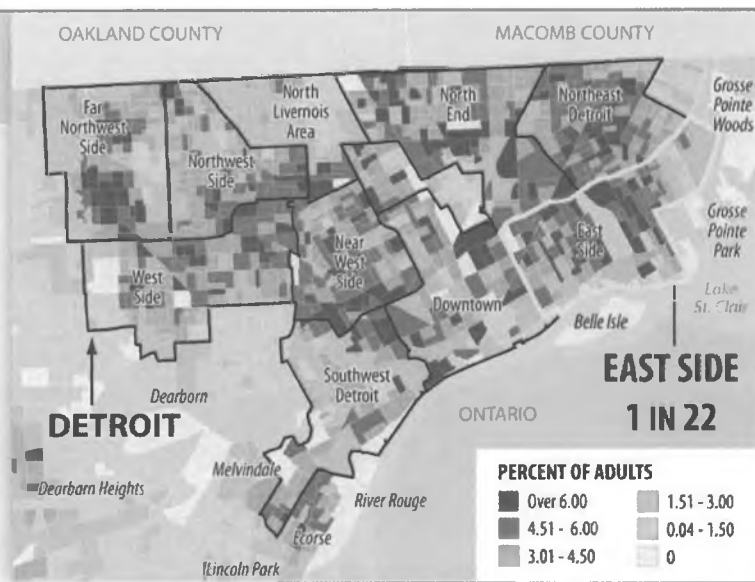 OAKLAND COUNTY
MACOMB COUNTY
Far
Northwest
Side
Northwest
Side
North
Livernois
Area
North
End
Northeast
Detroit
Grosse
Pointe
Woods
Grosse
Pointe
Park
Lake
St. Clair
West
Side
Near
West
Side
East
Side
Downtown
Belle Isle
Southwest
Detroit
Dearborn
DETROIT
EAST SIDE
1 IN 22
ONTARIO
Melvindale
Dearborn Heights
River Rouge
Ecorse
Lincoln Park
PERCENT OF ADULTS
Over 6.00
4.51 - 6.00
3.01 - 4.50
1.51 - 3.00
0.04 - 1.50
0